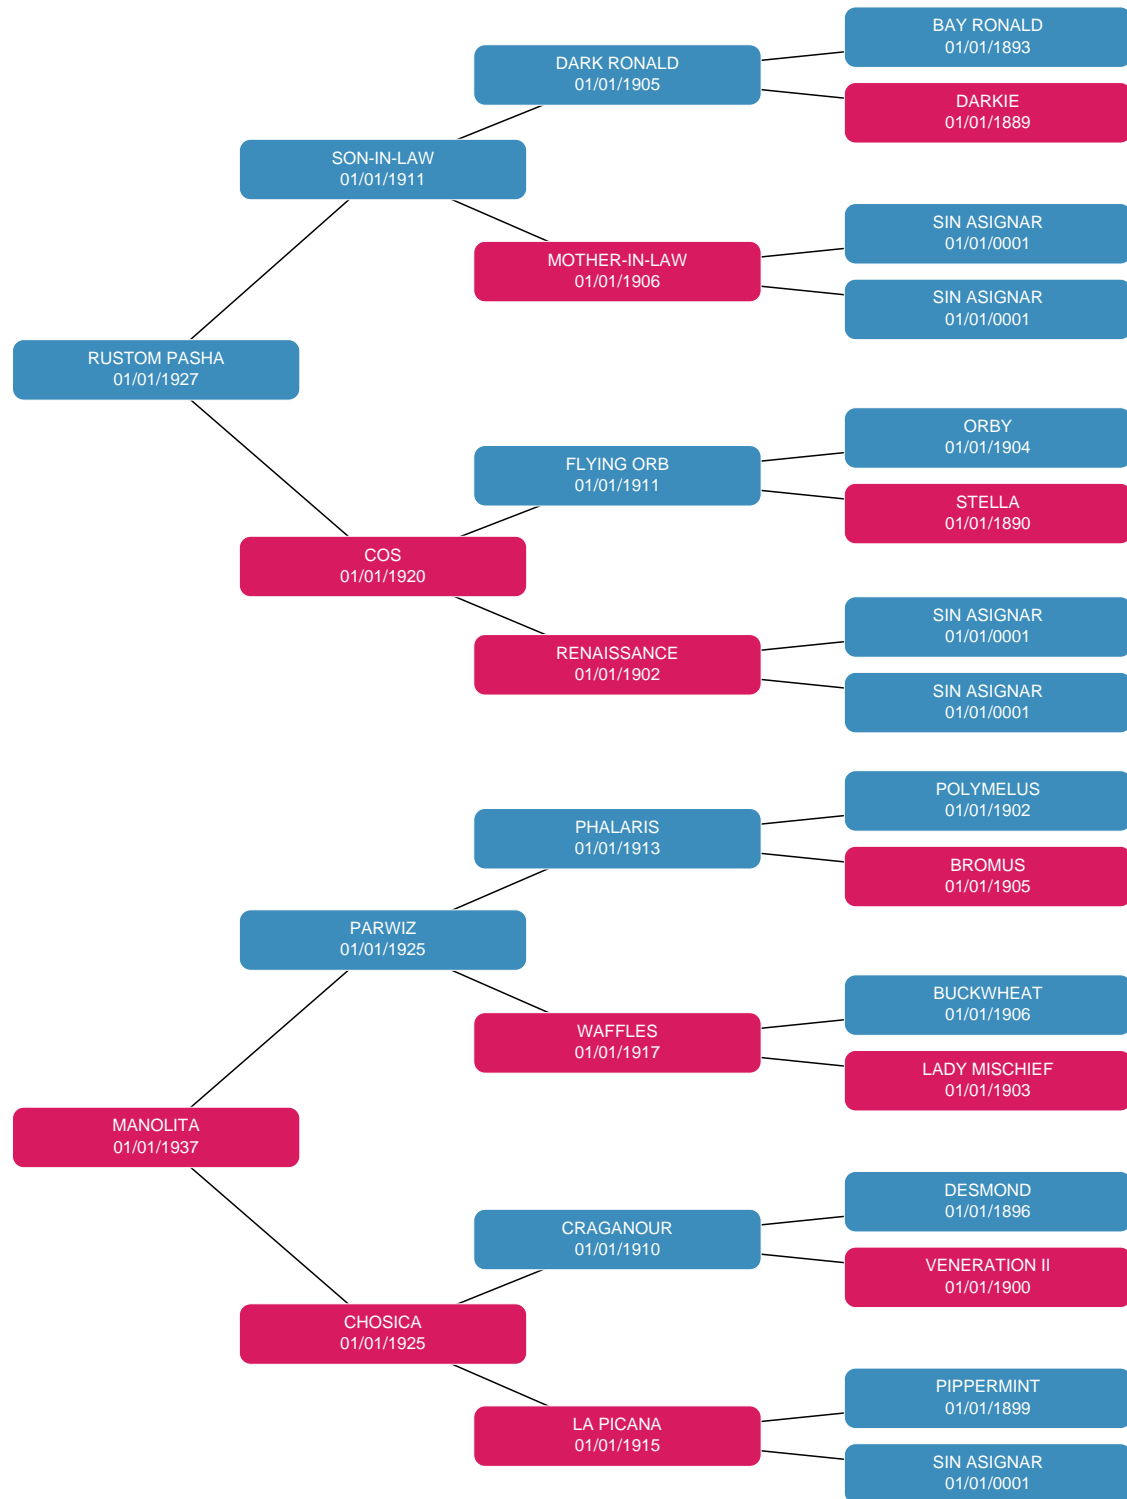 BAY RONALD
01/01/1893
DARK RONALD
01/01/1905
DARKIE
01/01/1889
SON-IN-LAW
01/01/1911
SIN ASIGNAR
01/01/0001
MOTHER-IN-LAW
01/01/1906
SIN ASIGNAR
01/01/0001
RUSTOM PASHA
01/01/1927
ORBY
01/01/1904
FLYING ORB
01/01/1911
STELLA
01/01/1890
COS
01/01/1920
SIN ASIGNAR
01/01/0001
RENAISSANCE
01/01/1902
SIN ASIGNAR
01/01/0001
POLYMELUS
01/01/1902
PHALARIS
01/01/1913
BROMUS
01/01/1905
PARWIZ
01/01/1925
BUCKWHEAT
01/01/1906
WAFFLES
01/01/1917
LADY MISCHIEF
01/01/1903
MANOLITA
01/01/1937
DESMOND
01/01/1896
CRAGANOUR
01/01/1910
VENERATION II
01/01/1900
CHOSICA
01/01/1925
PIPPERMINT
01/01/1899
LA PICANA
01/01/1915
SIN ASIGNAR
01/01/0001